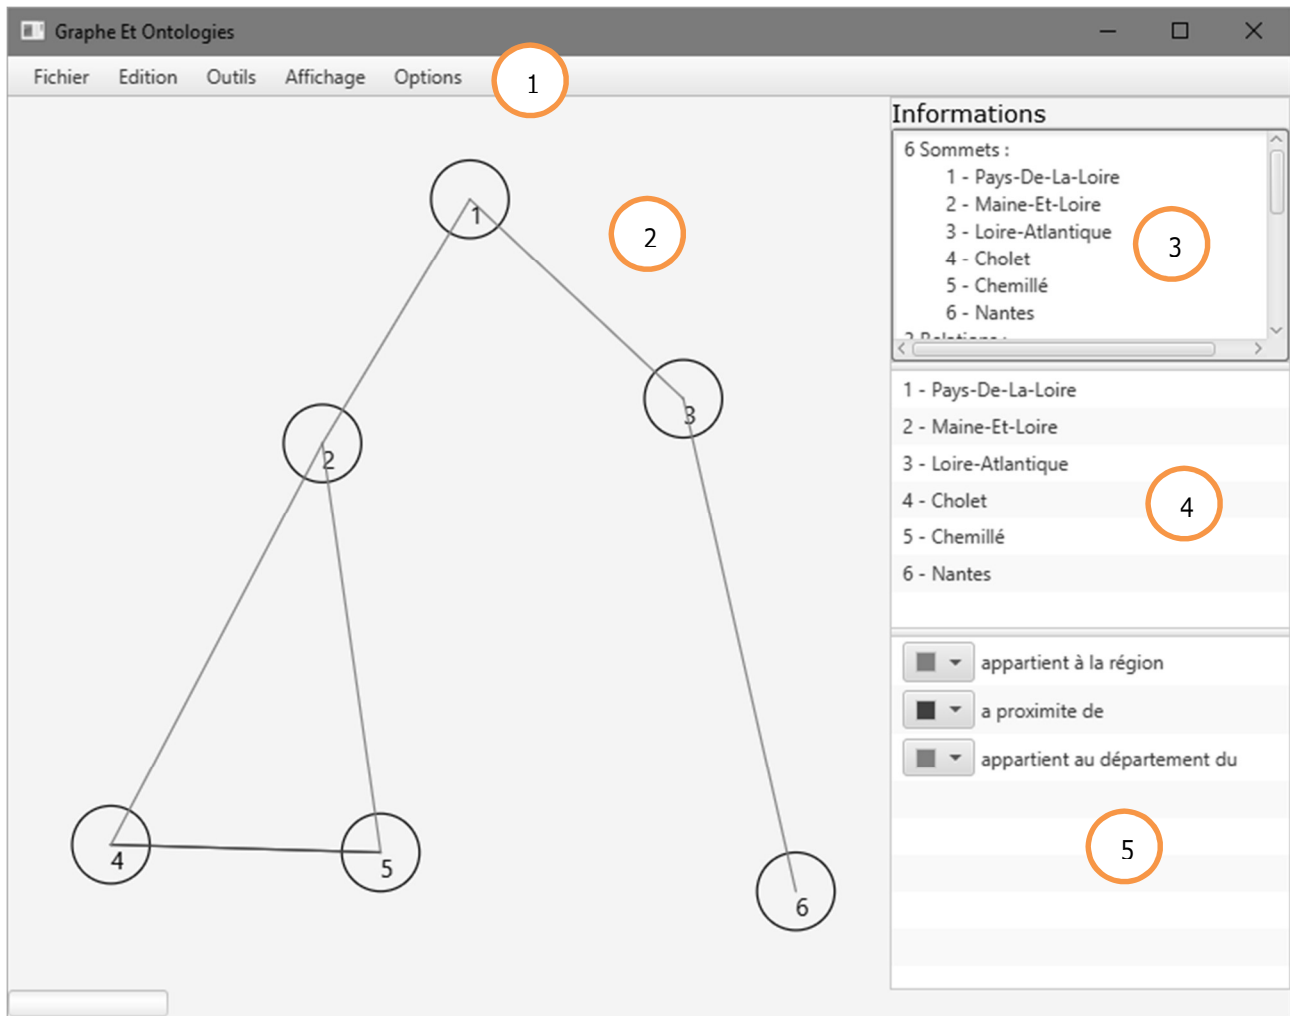 Graphe Et Ontologies
Fichier Edition Outils Affichage Options
1
Informations
6 Sommets :
1 - Pays-De-La-Loire
2 - Maine-Et-Loire
3 - Loire-Atlantique
4 - Cholet
5 - Chemillé
6 - Nantes
3
1
2
3
2
4
5
6
1 - Pays-De-La-Loire
2 - Maine-Et-Loire
3 - Loire-Atlantique
4 - Cholet
5 - Chemillé
6 - Nantes
4
appartient à la région
a proximite de
appartient au département du
5